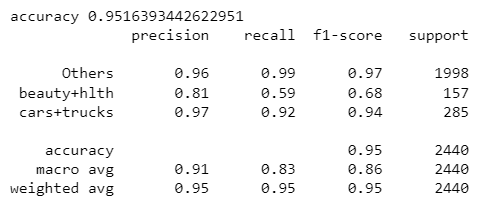 accuracy 0.9516393442622951
precision recall f1-score support
Others 0.96 0.99 0.97 1998
beauty+hlth 0.81 0.59 0.68 157
cars+trucks 0.97 0.92 0.94 285
accuracy 0.95 2440
macro avg 0.91 0.83 0.86 2440
weighted avg 0.95 0.95 0.95 2440